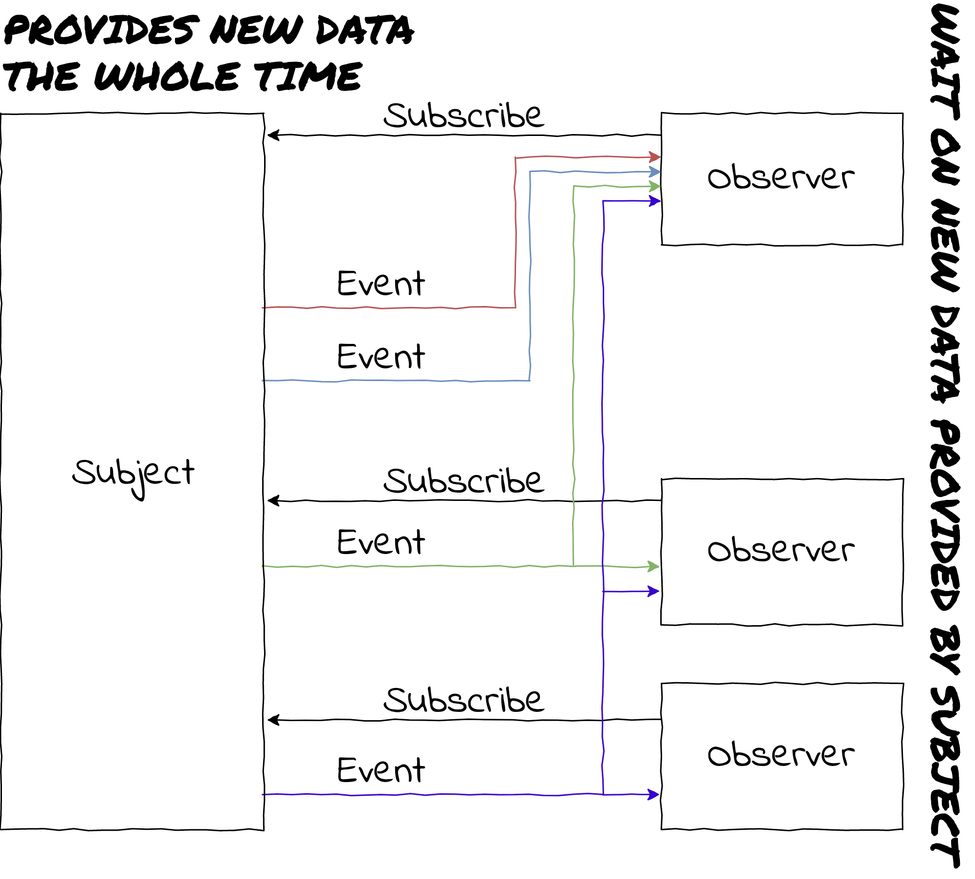 PROVIDES NEW DATA
THE WHOLE TIME
Subscribe
Observer
Event
Event
Subject
Subscribe
Event
Observer
Subscribe
Event
Observer
WAIT ON NEW DATA PROVIDED BY SUBJECT